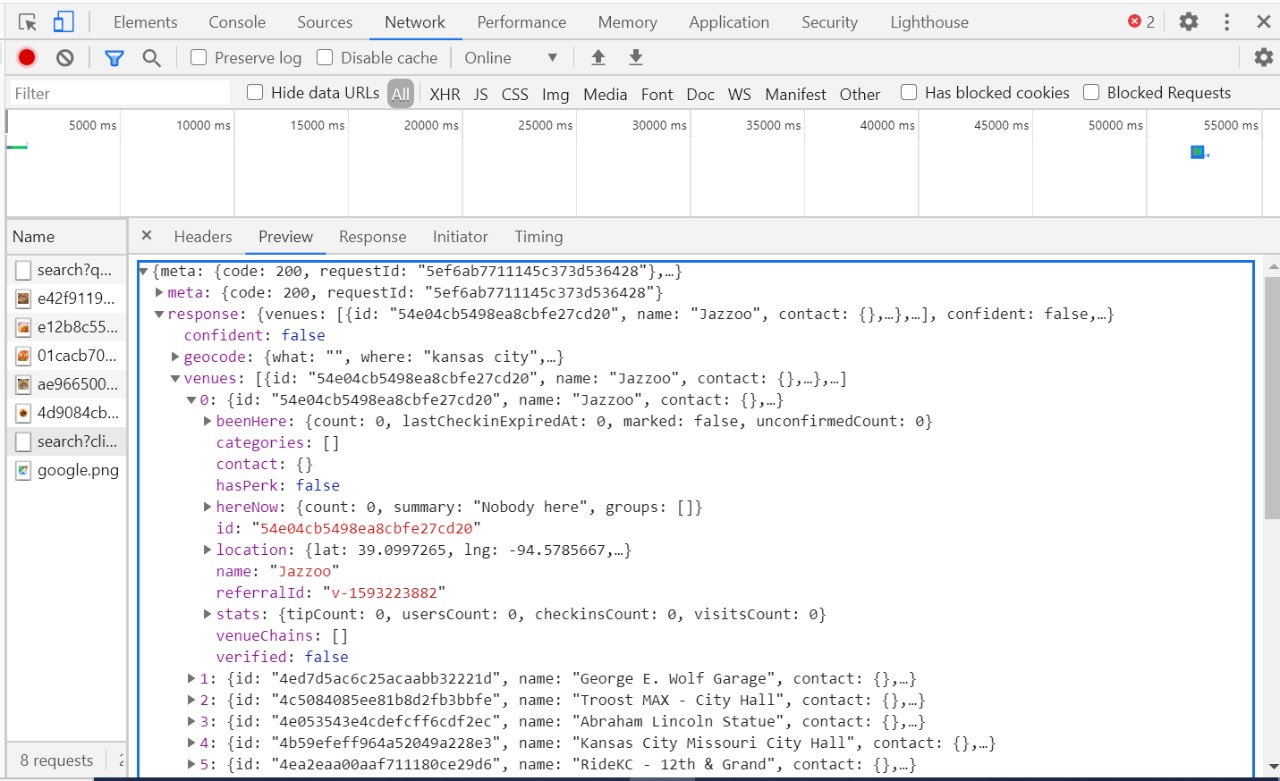 Elements Console Sources Network Performance Memory Application Security Lighthouse 2
Preserve log Disable cache Online
Filter Hide data URLs All XHR JS CSS Img Media Font Doc WS Manifest Other Has blocked cookies Blocked Requests
5000 ms 10000 ms 15000 ms 20000 ms 25000 ms 30000 ms 35000 ms 40000 ms 45000 ms 50000 ms 55000 ms
Name
search?q...
e42f9119...
e12b8c55...
01cacb70...
ae966500...
4d9084cb...
search?cli...
google.png
8 requests
Headers Preview Response Initiator Timing
{meta: {code: 200, requestId: "5ef6ab7711145c373d536428"},…}
meta: {code: 200, requestId: "5ef6ab7711145c373d536428"}
response: {venues: [{id: "54e04cb5498ea8cbfe27cd20", name: "Jazzoo", contact: {},…},…], confident: false,…}
confident: false
geocode: {what: "", where: "kansas city",…}
venues: [{id: "54e04cb5498ea8cbfe27cd20", name: "Jazzoo", contact: {},…},…]
0: {id: "54e04cb5498ea8cbfe27cd20", name: "Jazzoo", contact: {},…}
beenHere: {count: 0, lastCheckinExpiredAt: 0, marked: false, unconfirmedCount: 0}
categories: []
contact: {}
hasPerk: false
hereNow: {count: 0, summary: "Nobody here", groups: []}
id: "54e04cb5498ea8cbfe27cd20"
location: {lat: 39.0997265, lng: -94.5785667,…}
name: "Jazzoo"
referralId: "v-1593223882"
stats: {tipCount: 0, usersCount: 0, checkinsCount: 0, visitsCount: 0}
venueChains: []
verified: false
1: {id: "4ed7d5ac6c25acaabb32221d", name: "George E. Wolf Garage", contact: {},…}
2: {id: "4c5084085ee81b8d2fb3bbfe", name: "Troost MAX - City Hall", contact: {},…}
3: {id: "4e053543e4cdefcff6cdf2ec", name: "Abraham Lincoln Statue", contact: {},…}
4: {id: "4b59efeff964a52049a228e3", name: "Kansas City Missouri City Hall", contact: {},…}
5: {id: "4ea2eaa00aaf711180ce29d6", name: "RideKC - 12th & Grand", contact: {},…}